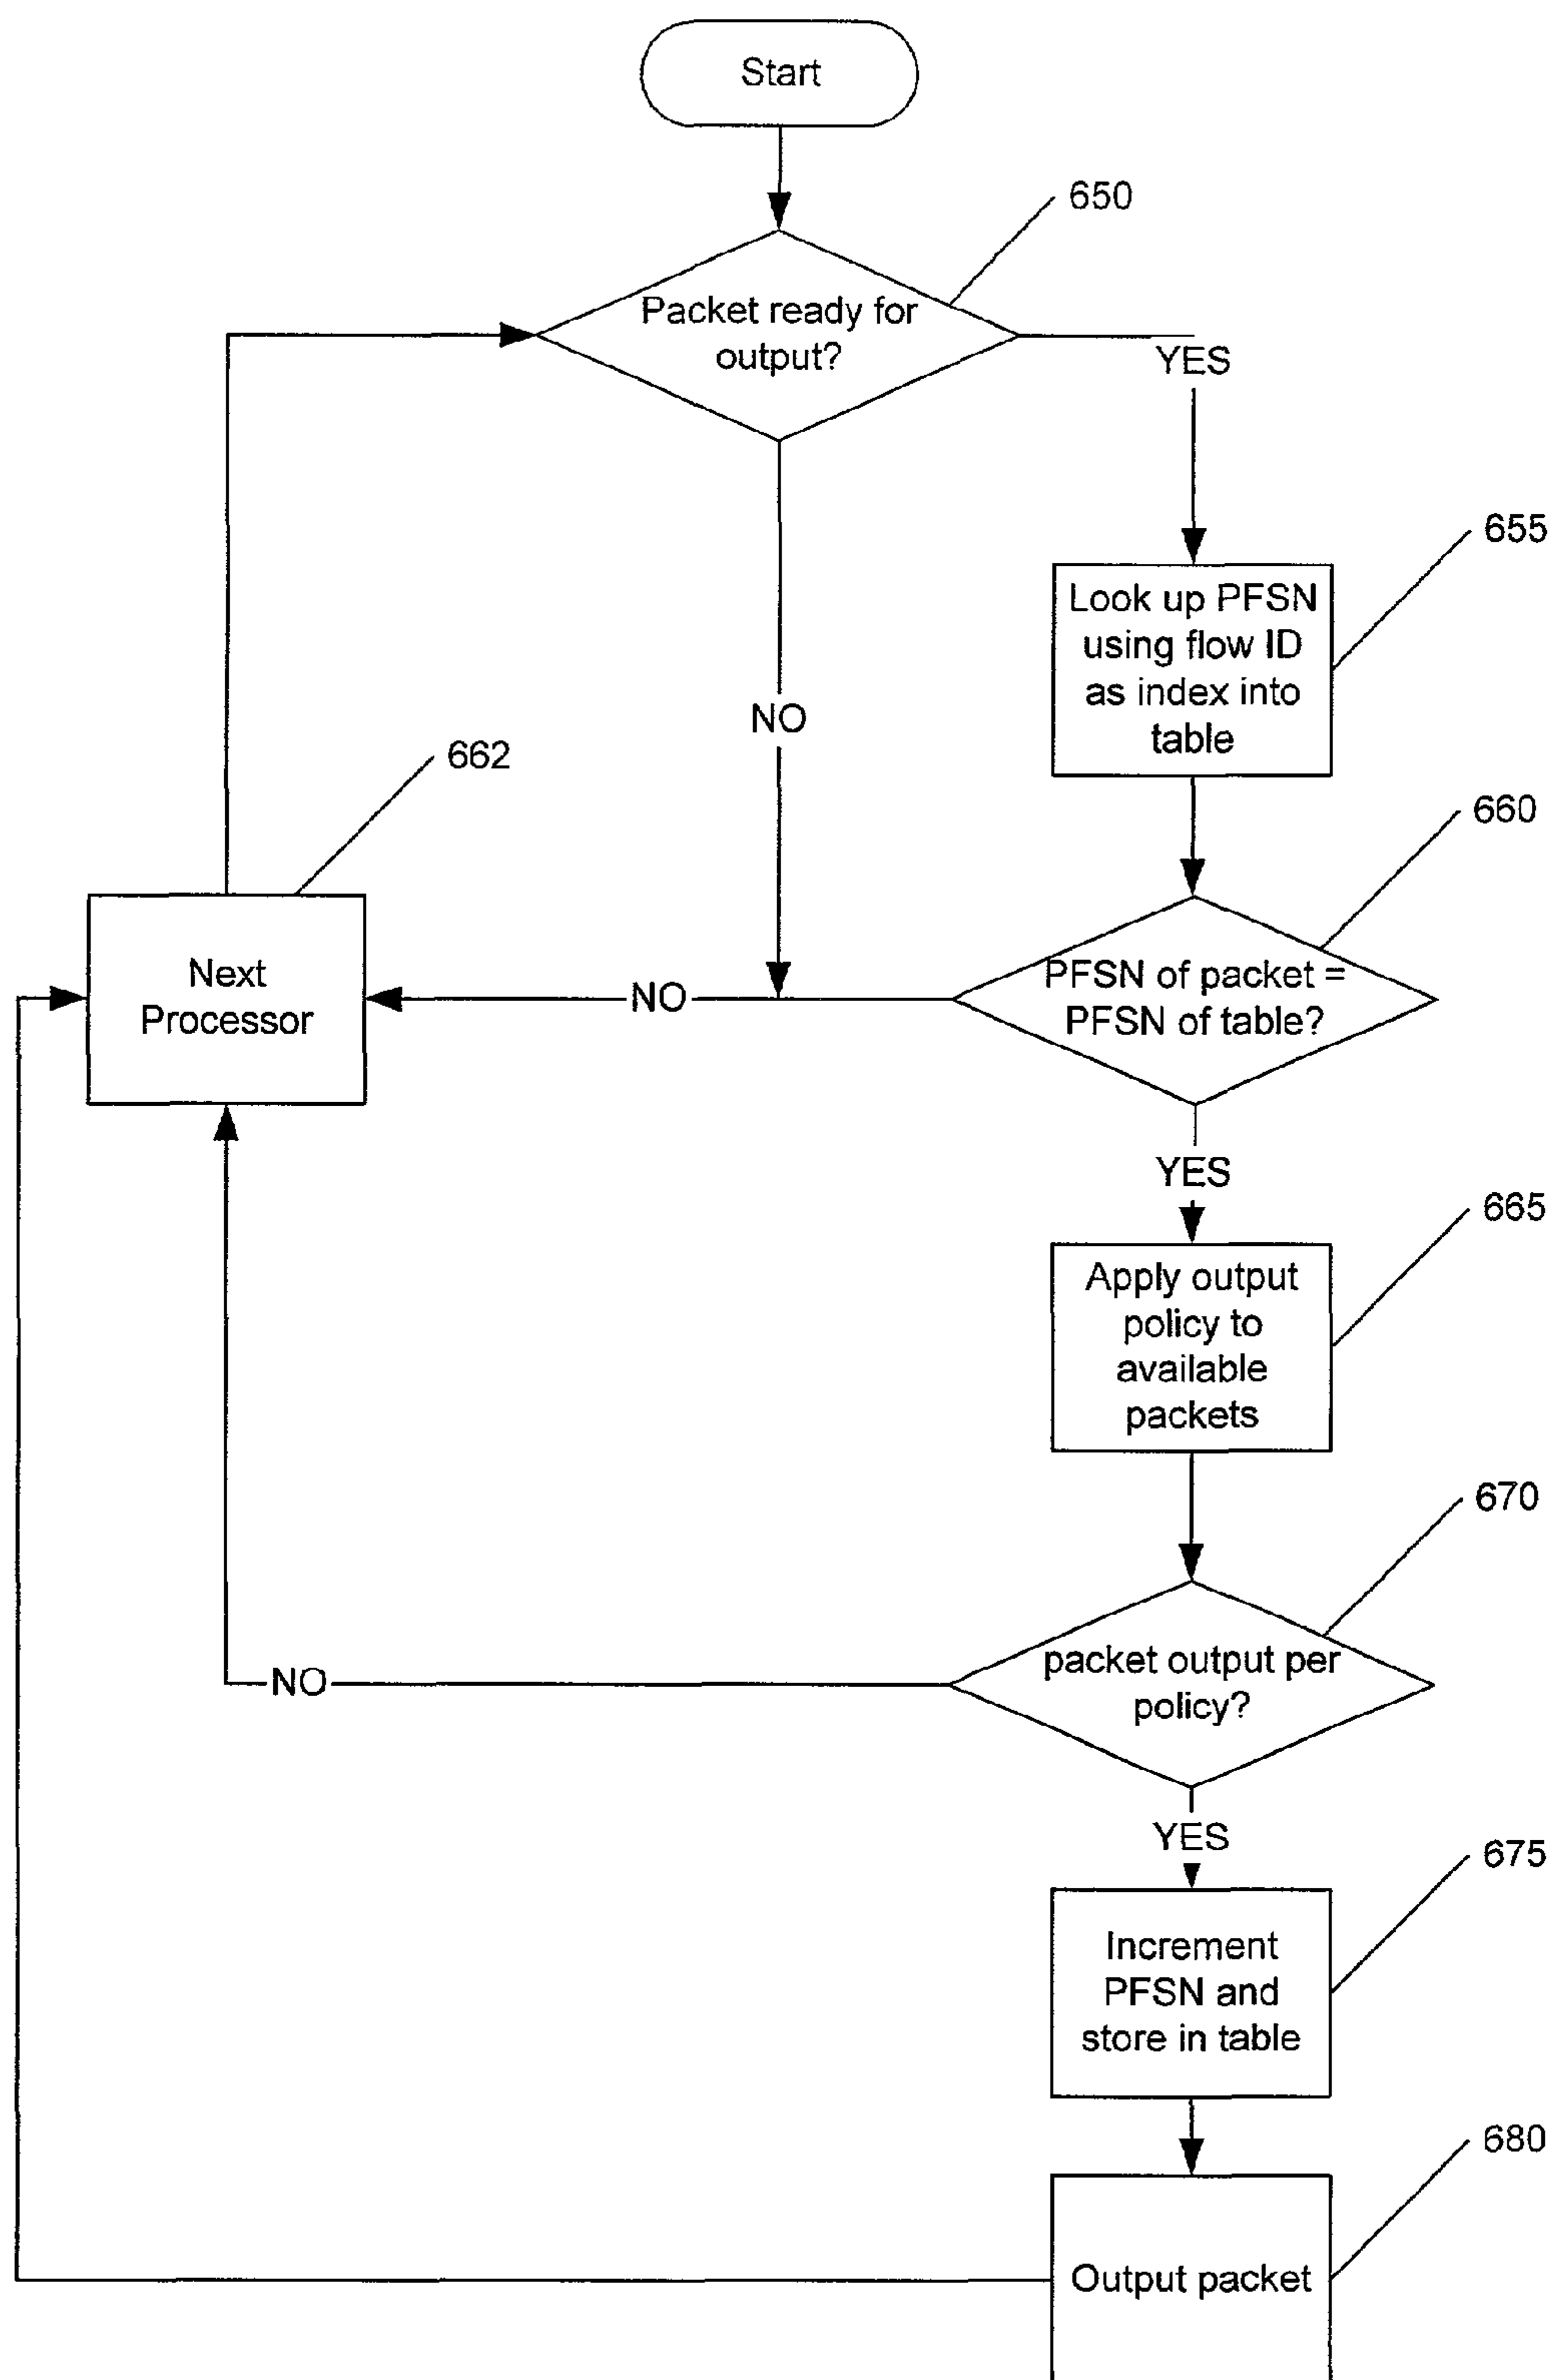 Start
650
Packet ready for
output?
YES
655
Look up PFSN
using flow ID
as index into
table
NO
662
660
Next
Processor
NO
PFSN of packet =
PFSN of table?
YES
665
Apply output
policy to
available
packets
670
packet output per
policy?
NO
YES
675
Increment
PFSN and
store in table
680
Output packet